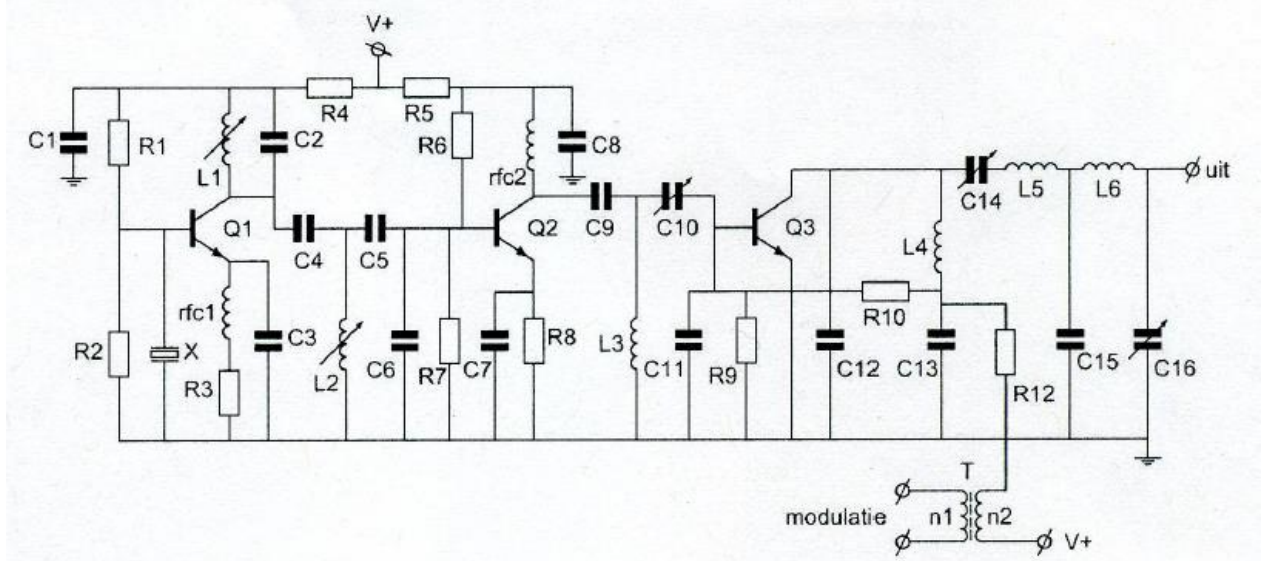 V+
R4
R5
C1
R1
L1
C2
R6
rfc2
C8
Q1
C4
C5
Q2
C9
C10
Q3
C14
L5
L6
uit
L4
rfc1
R10
R2
X
R3
C3
L2
C6
R7
C7
R8
L3
C11
R9
C12
C13
R12
C15
C16
T
modulatie
n1
n2
V+